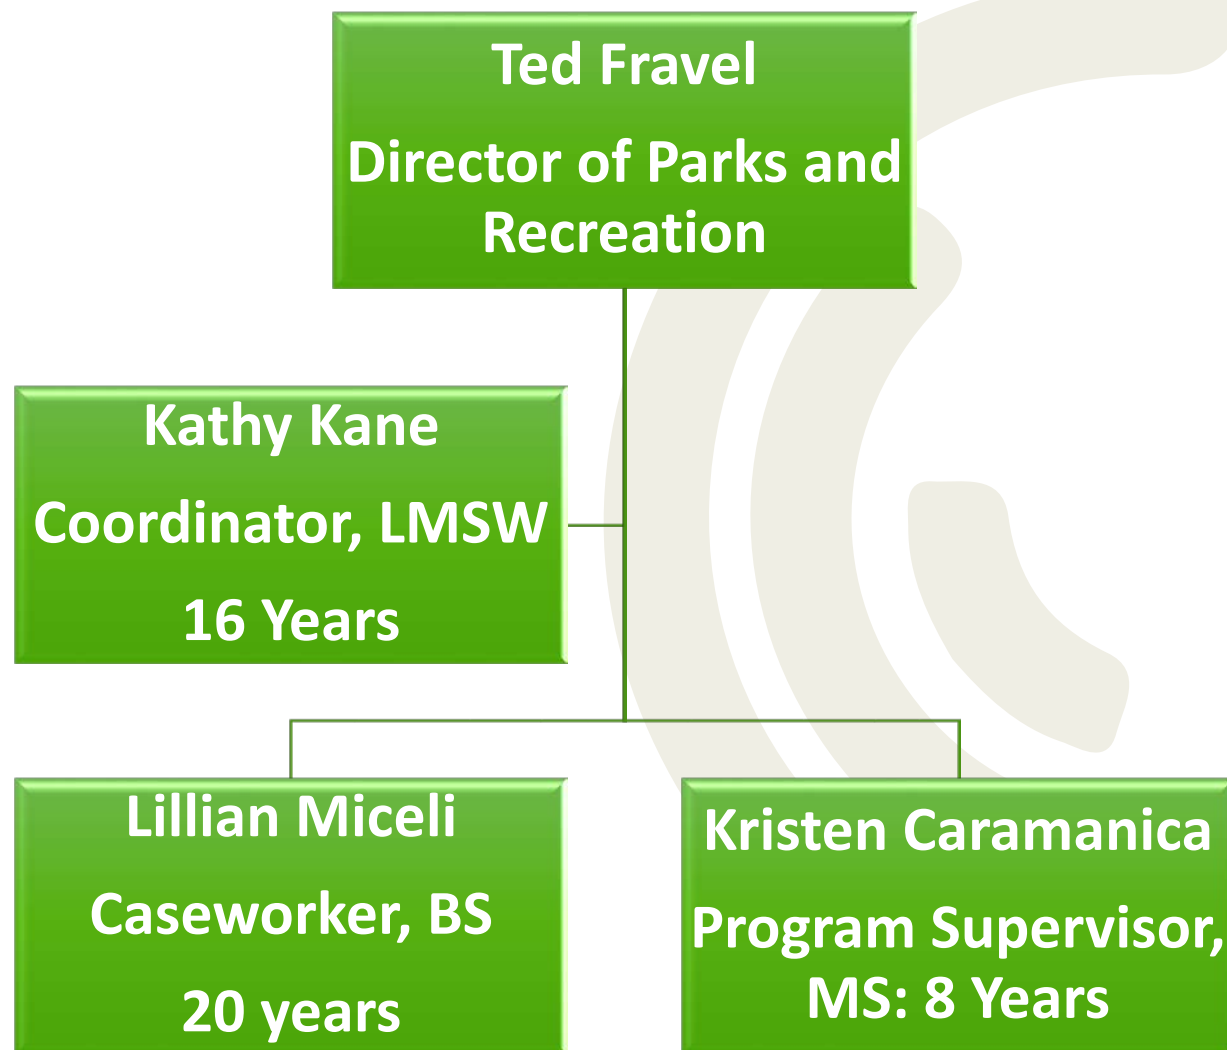 Ted Fravel
Director of Parks and
Recreation
Kathy Kane
Coordinator, LMSW
16 Years
Lillian Miceli
Caseworker, BS
20 years
Kristen Caramanica
Program Supervisor,
MS: 8 Years